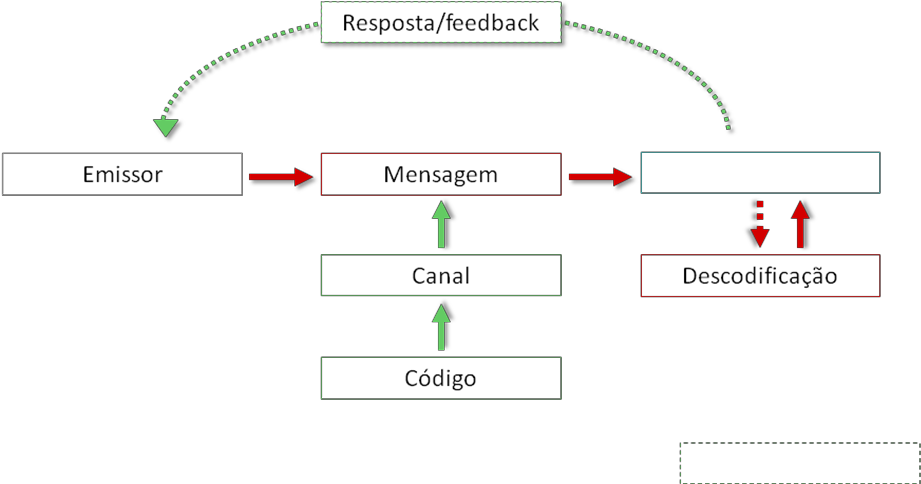 Resposta/feedback
Emissor
Mensagem
Canal
Descodificação
Código